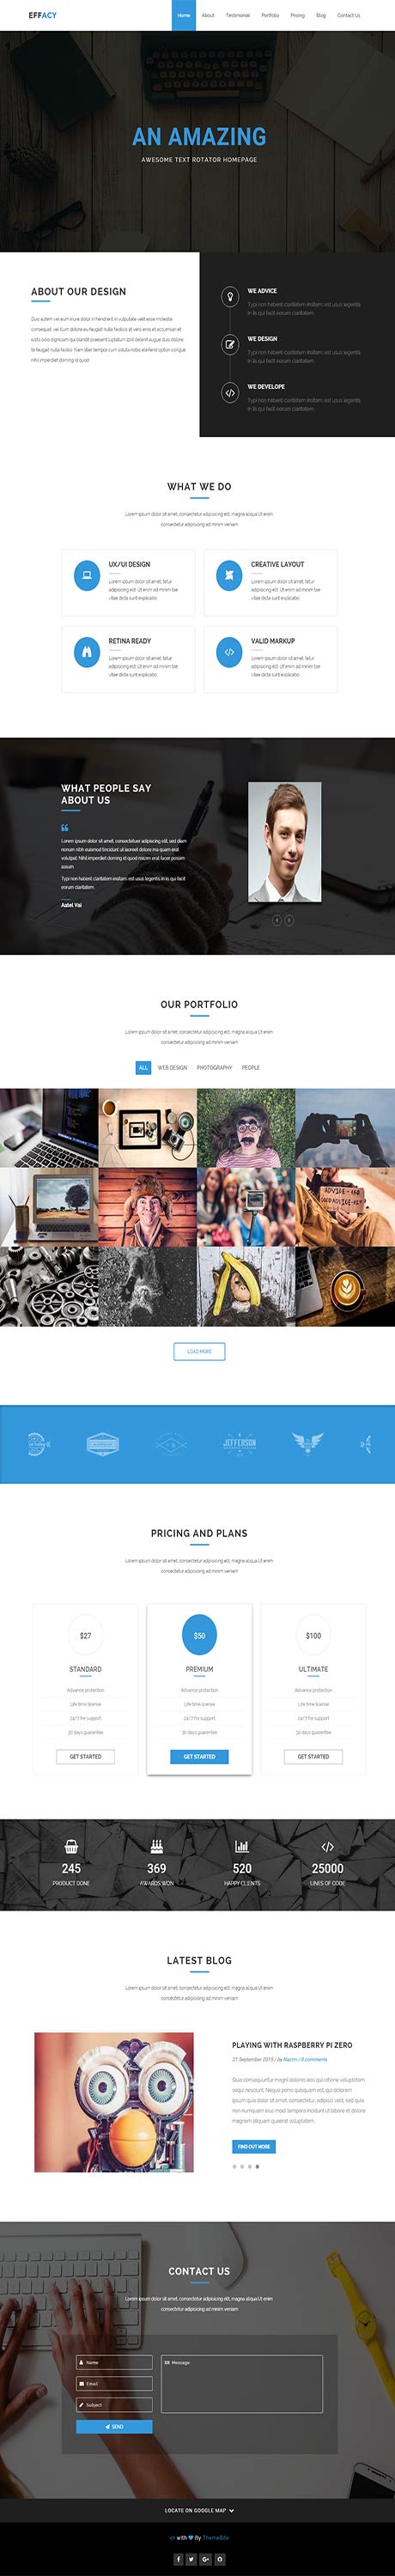 EFFACY
Home About Testimonial Portfolio Pricing Blog Contact Us
AN AMAZING
AWESOME TEXT ROTATOR HOMEPAGE
ABOUT OUR DESIGN
Duis autem vel eum iriure dolor in hendrerit in vulputate velit esse molestie
consequat, vel illum dolore eu feugiat nulla facilisis at vero eros et accumsan et
iusto odio dignissim qui blandit praesent luptatum zzril delenit augue duis dolore
te feugait nulla facilisi. Nam liber tempor cum soluta nobis eleifend option congue
nihil imperdiet doming id quod
WE ADVICE
Typi non habent claritatem insitam; est usus legentis
in iis qui facit eorum claritatem.
WE DESIGN
Typi non habent claritatem insitam; est usus legentis
in iis qui facit eorum claritatem.
WE DEVELOPE
Typi non habent claritatem insitam; est usus legentis
in iis qui facit eorum claritatem.
WHAT WE DO
Lorem ipsum dolor sit amet, consectetur adipisicing elit, magna aliqua Ut enim
consectetur adipisicing ad minim veniam
UX/UI DESIGN
Lorem ipsum dolor sit amet, tetur
adipiscing elit. Ut enim ad minim tae
vitae dicta sunt explicabo
CREATIVE LAYOUT
Lorem ipsum dolor sit amet, tetur
adipiscing elit. Ut enim ad minim tae
vitae dicta sunt explicabo
RETINA READY
Lorem ipsum dolor sit amet, tetur
adipiscing elit. Ut enim ad minim tae
vitae dicta sunt explicabo
VALID MARKUP
Lorem ipsum dolor sit amet, tetur
adipiscing elit. Ut enim ad minim tae
vitae dicta sunt explicabo
WHAT PEOPLE SAY
ABOUT US
Lorem ipsum dolor sit amet, consectetuer adipiscing elit, sed diam
nonum nibh euismod tincidunt ut laoreet dolore ma quam erat
volutpat. Nihil imperdiet doming id quod mazim erat facer possim
assum.
Typi non habent claritatem insitam; est usus legentis in iis qui facit
eorum claritatem.
Astel Vai
OUR PORTFOLIO
Lorem ipsum dolor sit amet, consectetur adipisicing elit, magna aliqua Ut enim
consectetur adipisicing ad minim veniam
ALL WEB DESIGN PHOTOGRAPHY PEOPLE
LOAD MORE
JEFFERSON
PRICING AND PLANS
Lorem ipsum dolor sit amet, consectetur adipisicing elit, magna aliqua Ut enim
consectetur adipisicing ad minim veniam
$27 $50 $100
STANDARD PREMIUM ULTIMATE
Advance protection Advance protection Advance protection
Life time license Life time license Life time license
24/7 the support 24/7 the support 24/7 the support
30 days guarentee 30 days guarentee 30 days guarentee
GET STARTED GET STARTED GET STARTED
245 369 520 25000
PRODUCT DONE AWARDS WON HAPPY CLIENTS LINES OF CODE
LATEST BLOG
Lorem ipsum dolor sit amet, consectetur adipisicing elit, magna aliqua Ut enim
consectetur adipisicing ad minim veniam
PLAYING WITH RASPBERRY PI ZERO
21 September 2015 / by Nazim / 8 comments
Quia consequuntur magni dolores eos qui ratione voluptatem
sequi nesciunt. Neque porro quisquam est, qui dolorem
ipsum quia dolor sit amet, consectetur, adipisci velit, sed quia
non numquam eius modi tempora incidunt ut labore et dolore
magnam aliquam quaerat voluptatem.
FIND OUT MORE
CONTACT US
Lorem ipsum dolor sit amet, consectetur adipisicing elit, magna aliqua Ut enim
consectetur adipisicing ad minim veniam
Name
Message
Email
Subject
SEND
LOCATE ON GOOGLE MAP
with By ThemeBite